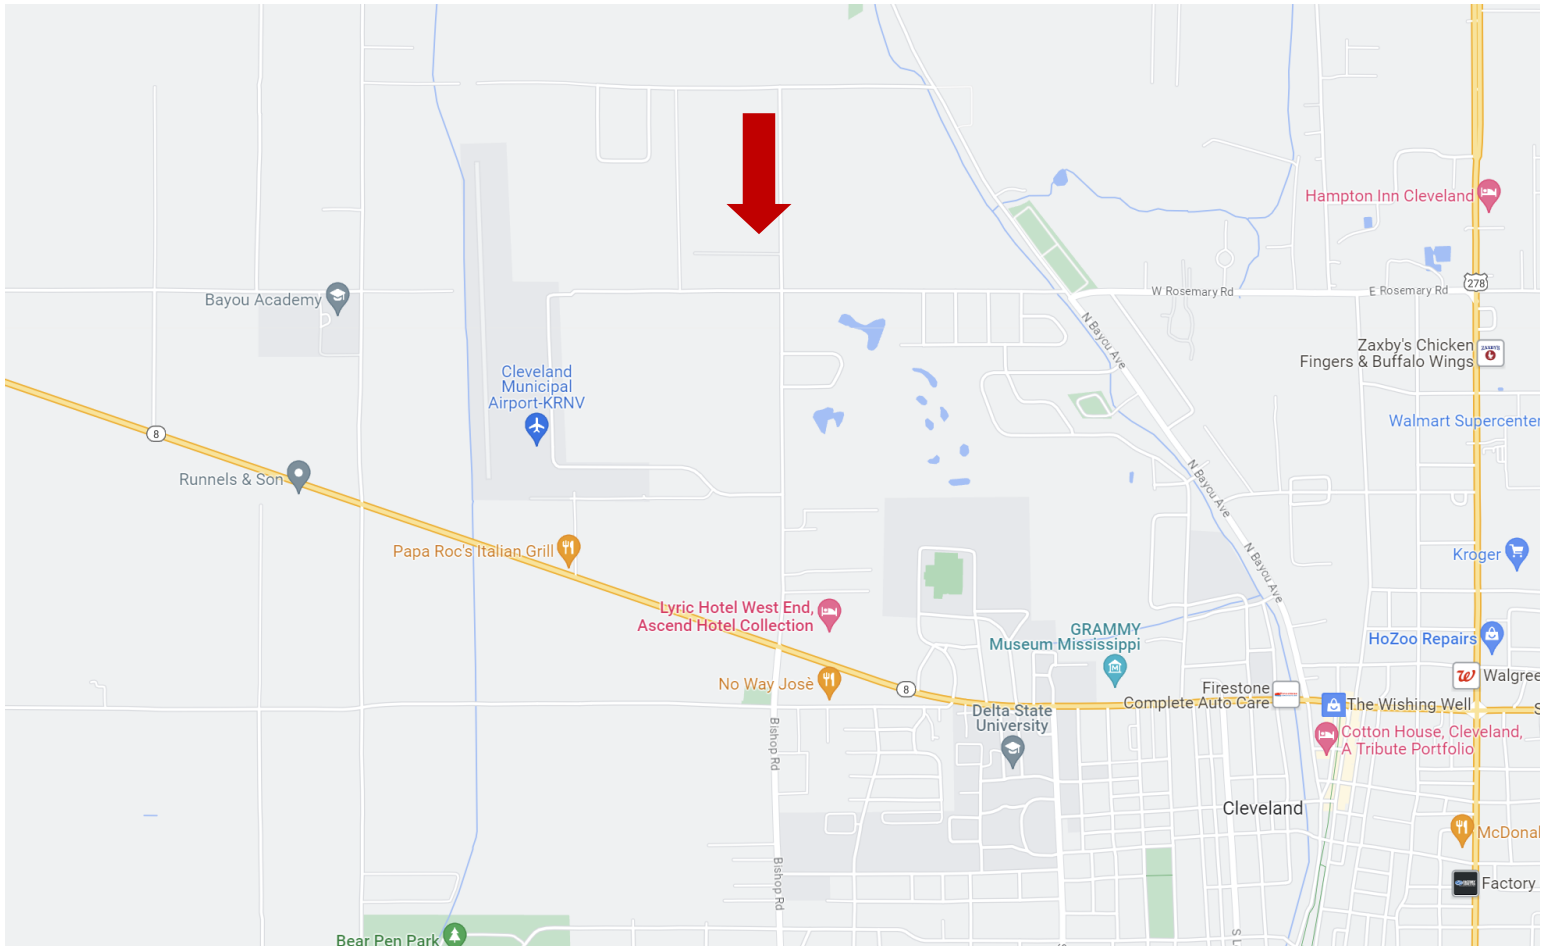 Hampton Inn Cleveland
278
W Rosemary Rd
E Rosemary Rd
Bayou Academy
N Bayou Ave
Zaxby's Chicken
Fingers & Buffalo Wings
ZAXBY'S
Cleveland
Municipal
Airport-KRNV
Walmart Supercenter
8
Runnels & Son
N Bayou Ave
Papa Roc's Italian Grill
Kroger
N Bayou Ave
Lyric Hotel West End,
Ascend Hotel Collection
GRAMMY
Museum Mississippi
HoZoo Repairs
W
Walgree
No Way Josè
8
Firestone
Complete Auto Care
The Wishing Well
S
Delta State
University
Cotton House, Cleveland,
A Tribute Portfolio
Bishop Rd
Cleveland
McDonal
Bishop Rd
Factory
S L
S
Bear Pen Park